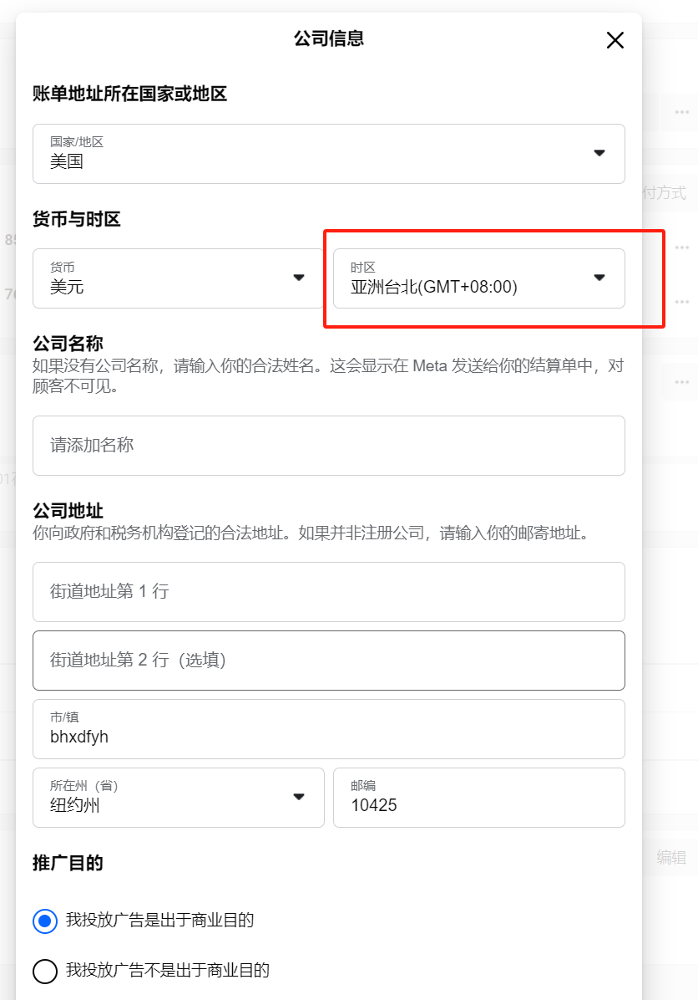 公司信息
账单地址所在国家或地区
国家/地区
美国
付方式
货币与时区
货币
美元
时区
亚洲台北(GMT+08:00)
公司名称
如果没有公司名称，请输入你的合法姓名。这会显示在 Meta 发送给你的结算单中，对
顾客不可见。
请添加名称
公司地址
你向政府和税务机构登记的合法地址。如果并非注册公司，请输入你的邮寄地址。
街道地址第 1 行
街道地址第 2 行（选填）
市/镇
bhxdfyh
所在州（省）
纽约州
邮编
10425
编辑
推广目的
我投放广告是出于商业目的
我投放广告不是出于商业目的